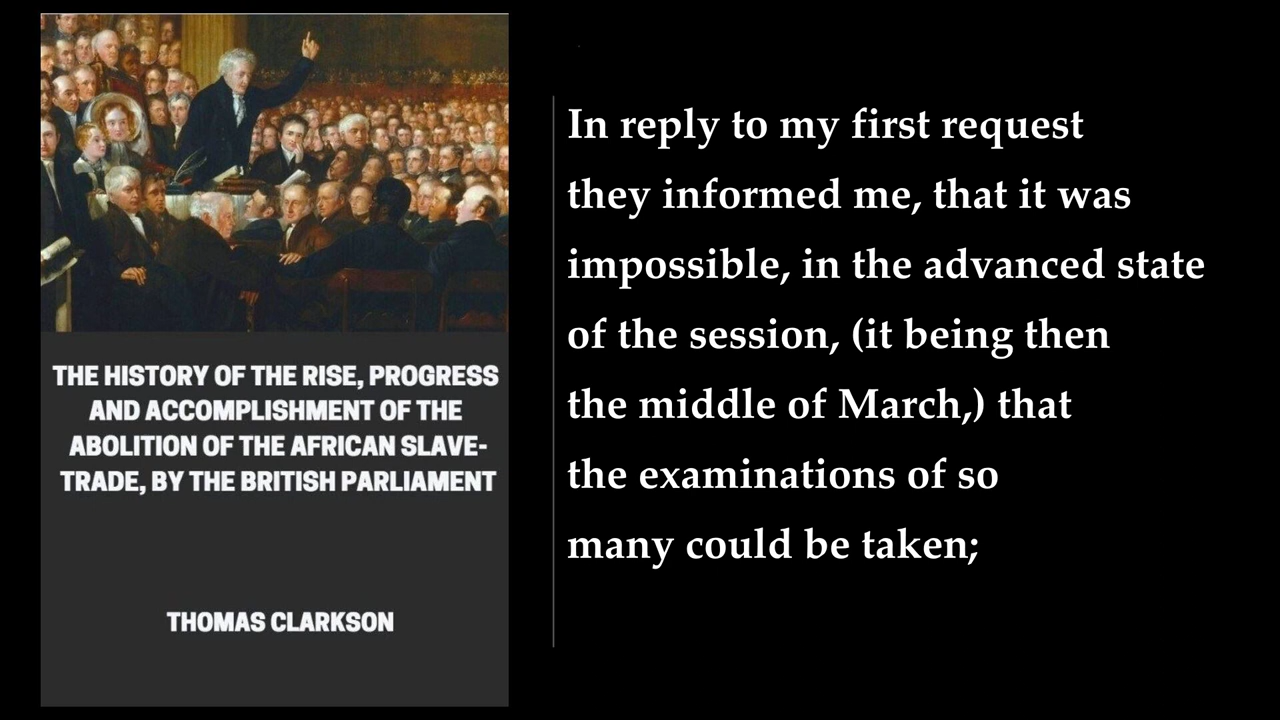 THE HISTORY OF THE RISE, PROGRESS
AND ACCOMPLISHMENT OF THE
ABOLITION OF THE AFRICAN SLAVE-
TRADE, BY THE BRITISH PARLIAMENT
THOMAS CLARKSON
In reply to my first request
they informed me, that it was
impossible, in the advanced state
of the session, (it being then
the middle of March,) that
the examinations of so
many could be taken;